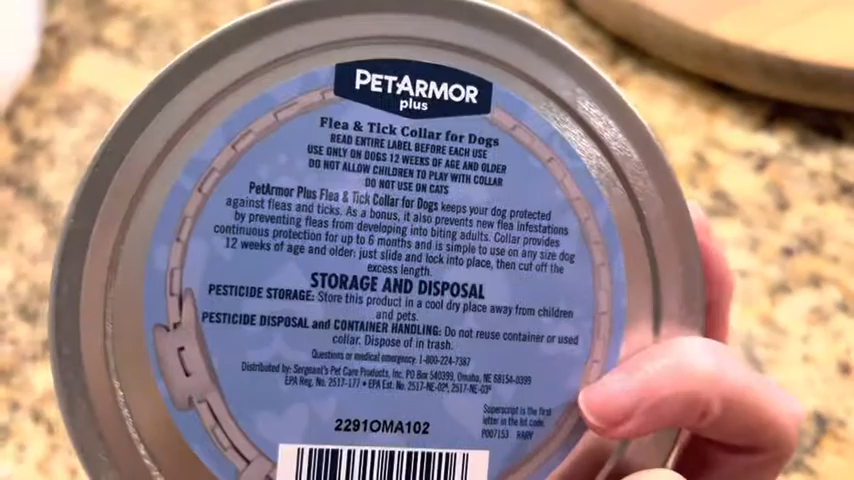 PETARMOR
plus
Flea & Tick Collar for Dogs
READ ENTIRE LABEL BEFORE EACH USE
USE ONLY ON DOGS 12 WEEKS OF AGE AND OLDER
DO NOT ALLOW CHILDREN TO PLAY WITH COLLAR
DO NOT USE ON CATS
PetArmor Plus Flea & Tick Collar for Dogs keeps your dog protected
against fleas and ticks. As a bonus, it also prevents new flea infestations
by preventing fleas from developing into biting adults. Collar provides
continuous protection for up to 6 months and is simple to use on any size dog
12 weeks of age and older: just slide and lock into place, then cut off the
excess length.
STORAGE AND DISPOSAL
PESTICIDE STORAGE: Store this product in a cool dry place away from children
and pets.
PESTICIDE DISPOSAL and CONTAINER HANDLING: Do not reuse container or used
collar. Dispose of in trash.
Questions or medical emergency: 1-800-224-7387
Distributed by: Sergeant's Pet Care Products, Inc. PO Box 540399, Omaha, NE 68154-0399
EPA Reg. No. 2517-177 • EPA Est. No. 2517-NE-02ᴬ, 2517-NE-03ᴮ
Superscript is the first
letter in the lot code.
P007153 RARV
2291OMA102